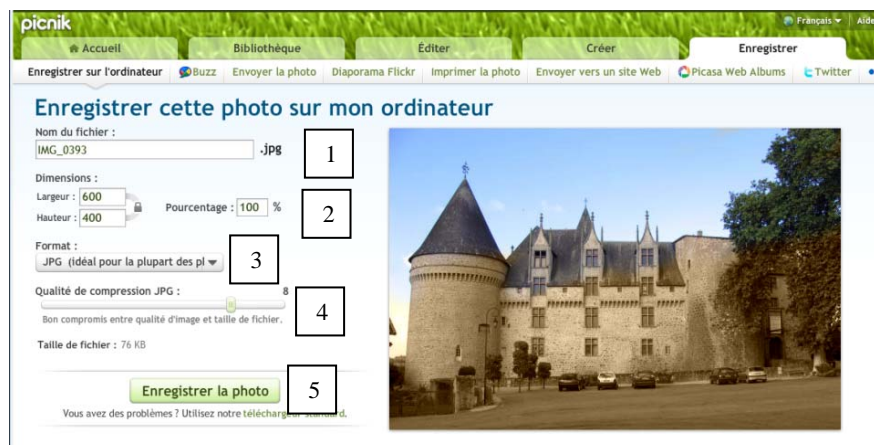 picnik
Français Aide
Accueil Bibliothèque Éditer Créer Enregistrer
Enregistrer sur l'ordinateur Buzz Envoyer la photo Diaporama Flickr Imprimer la photo Envoyer vers un site Web Picasa Web Albums Twitter
Enregistrer cette photo sur mon ordinateur
Nom du fichier :
IMG_0393 .jpg 1
Dimensions :
Largeur : 600
Hauteur : 400
Pourcentage : 100 % 2
Format :
JPG (idéal pour la plupart des pl 3
Qualité de compression JPG : 8
Bon compromis entre qualité d'image et taille de fichier. 4
Taille de fichier : 76 KB
Enregistrer la photo 5
Vous avez des problèmes ? Utilisez notre téléchargeur standard.